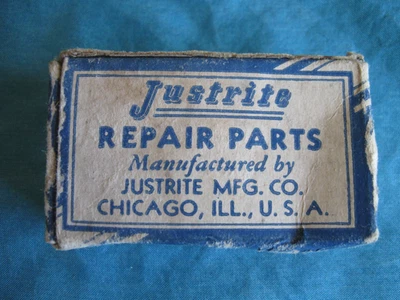 Justrite
REPAIR PARTS
Manufactured by
JUSTRITE MFG. CO.
CHICAGO, ILL., U. S. A.